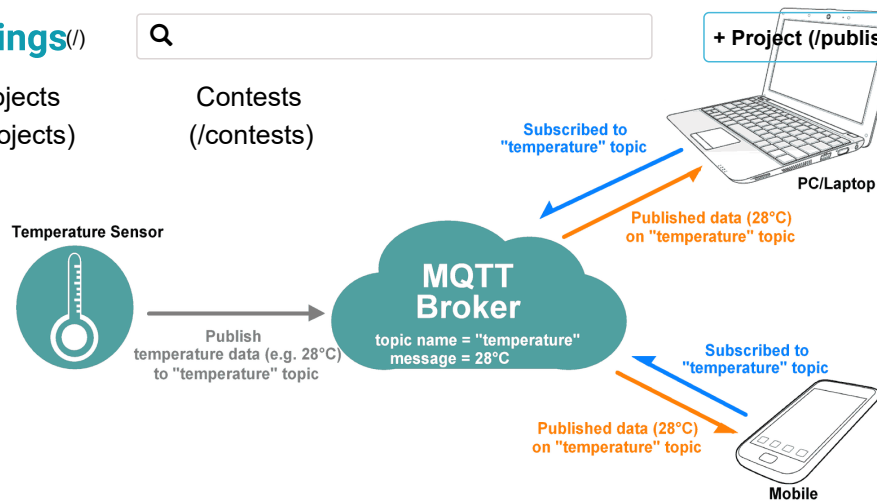 ings(/)
+ Project (/publis
ojects
ojects)
Contests
(/contests)
Subscribed to
"temperature" topic
PC/Laptop
Published data (28°C)
on "temperature" topic
Temperature Sensor
MQTT
Broker
topic name = "temperature"
message = 28°C
Publish
temperature data (e.g. 28°C)
to "temperature" topic
Subscribed to
"temperature" topic
Published data (28°C)
on "temperature" topic
Mobile